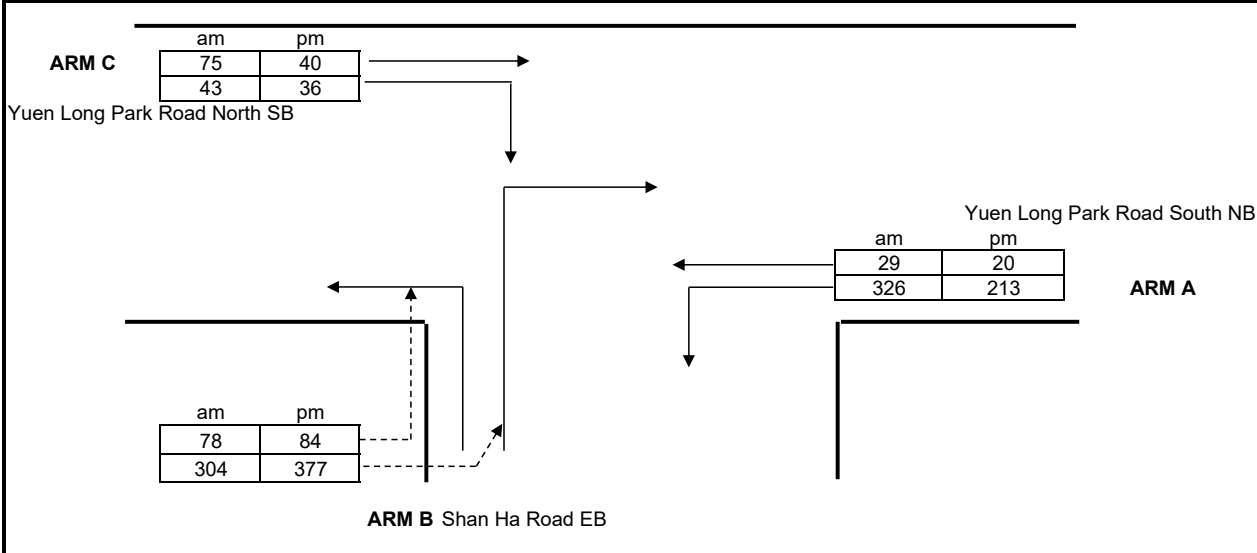 am pm
ARM C 75 40
43 36
Yuen Long Park Road North SB
Yuen Long Park Road South NB
am pm
29 20
326 213 ARM A
am pm
78 84
304 377
ARM B Shan Ha Road EB